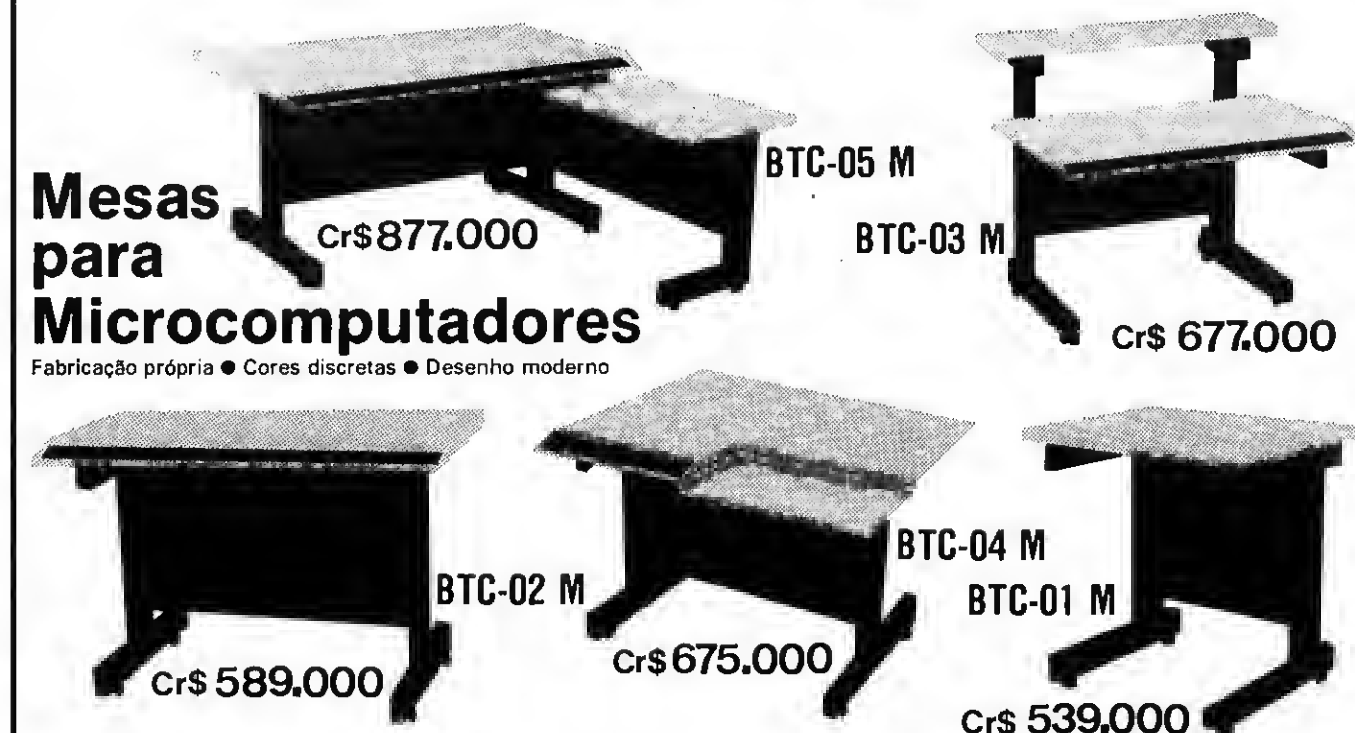 BTC-05 M
Cr$ 877.000
BTC-03 M
Cr$ 677.000
Mesas
para
Microcomputadores
Fabricação própria ● Cores discretas ● Desenho moderno
BTC-02 M
Cr$ 589.000
BTC-04 M
Cr$ 675.000
BTC-01 M
Cr$ 539.000